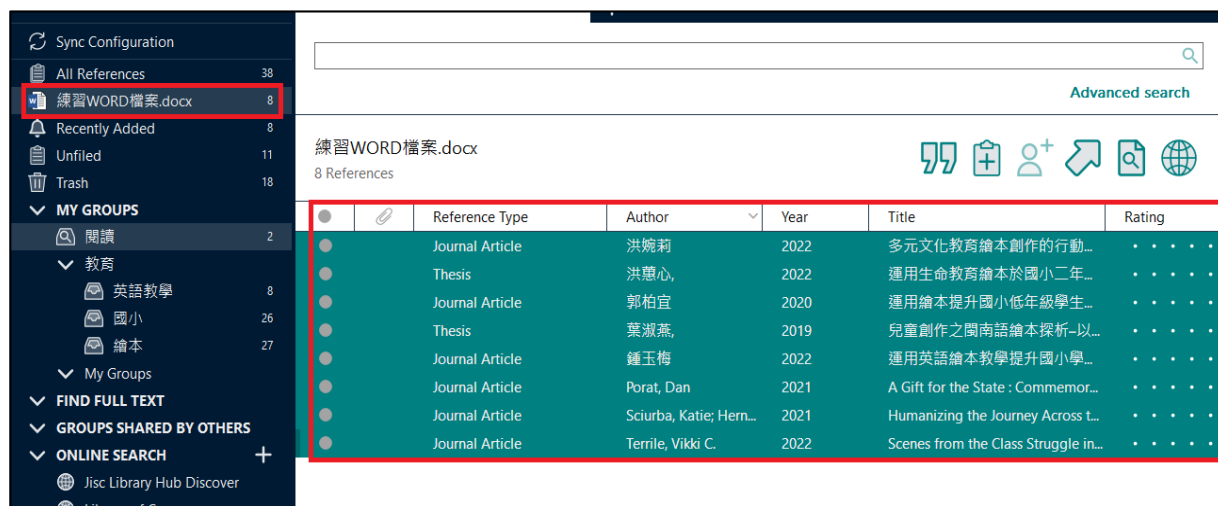 Sync Configuration
All References 38
練習WORD檔案.docx 8
Recently Added 8
Unfiled 11
Trash 18
MY GROUPS
閱讀 2
教育
英語教學 8
國小 26
繪本 27
My Groups
FIND FULL TEXT
GROUPS SHARED BY OTHERS
ONLINE SEARCH
Jisc Library Hub Discover
Advanced search
練習WORD檔案.docx
8 References
Reference Type Author Year Title Rating
Journal Article 洪婉莉 2022 多元文化教育繪本創作的行動...
Thesis 洪蕙心, 2022 運用生命教育繪本於國小二年...
Journal Article 郭柏宜 2020 運用繪本提升國小低年級學生...
Thesis 葉淑燕, 2019 兒童創作之閩南語繪本探析–以...
Journal Article 鍾玉梅 2022 運用英語繪本教學提升國小學...
Journal Article Porat, Dan 2021 A Gift for the State : Commemor...
Journal Article Sciurba, Katie; Hern... 2021 Humanizing the Journey Across t...
Journal Article Terrile, Vikki C. 2022 Scenes from the Class Struggle in...